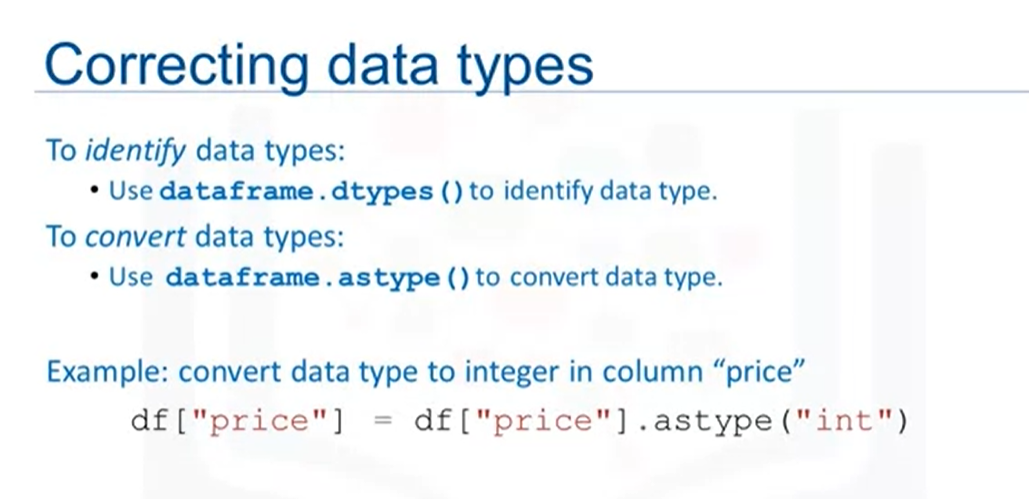 Correcting data types
To identify data types:
• Use dataframe.dtypes() to identify data type.
To convert data types:
• Use dataframe.astype() to convert data type.
Example: convert data type to integer in column “price”
df["price"] = df["price"].astype("int")